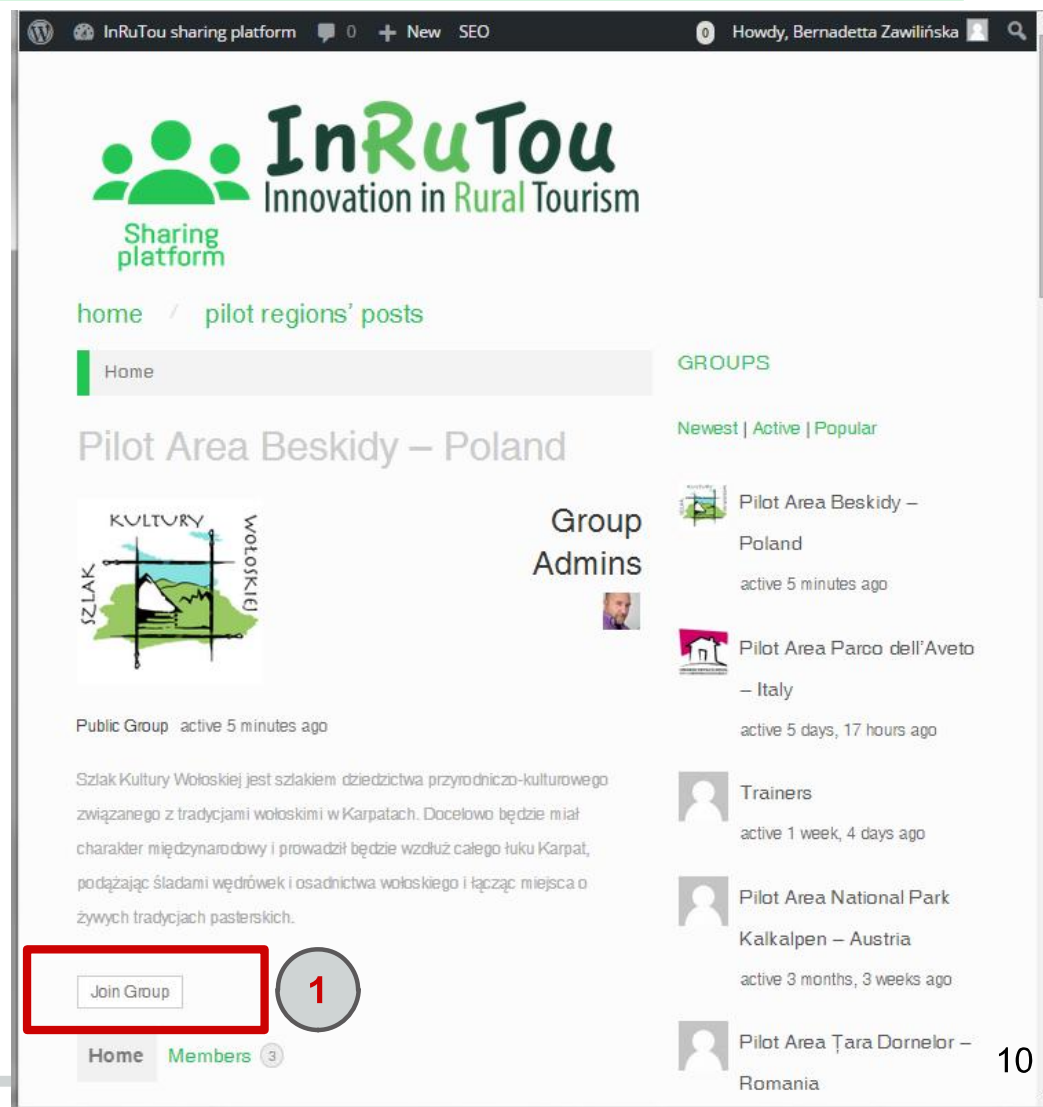 InRuTou sharing platform 0 + New SEO 0 Howdy, Bernadetta Zawilińska
InRuTou
Innovation in Rural Tourism
Sharing
platform
home / pilot regions' posts
Home
Pilot Area Beskidy – Poland
KULTURY
WOŁOSKIEJ
SZLAK
Group
Admins
Public Group active 5 minutes ago
Szlak Kultury Wołoskiej jest szlakiem dziedzictwa przyrodniczo-kulturowego
związanego z tradycjami wołoskimi w Karpatach. Docelowo będzie miał
charakter międzynarodowy i prowadził będzie wzdłuż całego łuku Karpat,
podążając śladami wędrówek i osadnictwa wołoskiego i łącząc miejsca o
żywych tradycjach pasterskich.
Join Group
1
Home Members 3
GROUPS
Newest | Active | Popular
Pilot Area Beskidy –
Poland
active 5 minutes ago
Pilot Area Parco dell'Aveto
– Italy
active 5 days, 17 hours ago
Trainers
active 1 week, 4 days ago
Pilot Area National Park
Kalkalpen – Austria
active 3 months, 3 weeks ago
Pilot Area Țara Dornelor –
Romania
10